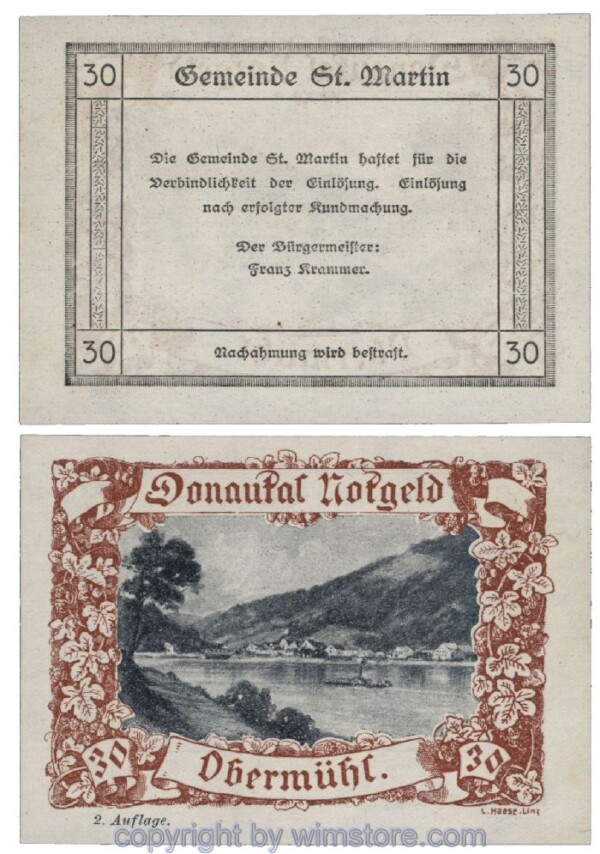 30 Gemeinde St. Martin 30
Die Gemeinde St. Martin haftet für die
Verbindlichkeit der Einlösung. Einlösung
nach erfolgter Kundmachung.
Der Bürgermeister:
Franz Krammer.
30 Nachahmung wird bestraft. 30
Donautal Notgeld
30 Obermühl. 30
2. Auflage.
L. Haase. Linz
copyright by wimstore.com